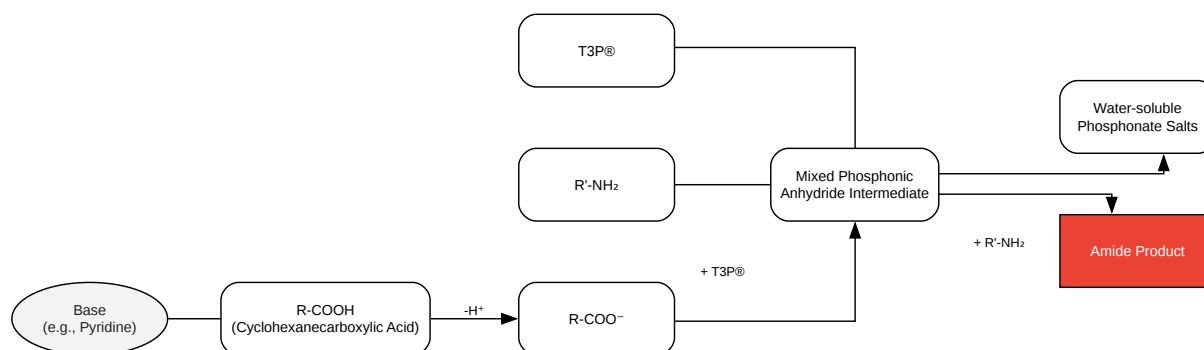 T3P®
Water-soluble
Phosphonate Salts
R'-NH₂
Mixed Phosphonic
Anhydride Intermediate
+ R'-NH₂
Amide Product
+ T3P®
Base
(e.g., Pyridine)
R-COOH
(Cyclohexanecarboxylic Acid)
-H⁺
R-COO⁻